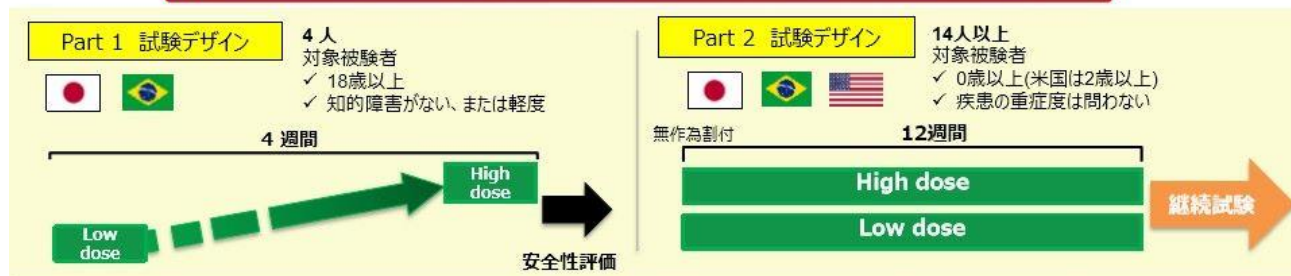 Part 1 試験デザイン
4人
対象被験者
✓ 18歳以上
✓ 知的障害がない、または軽度
4 週間
Low
dose
High
dose
安全性評価
Part 2 試験デザイン
14人以上
対象被験者
✓ 0歳以上(米国は2歳以上)
✓ 疾患の重症度は問わない
無作為割付
12週間
High dose
Low dose
継続試験